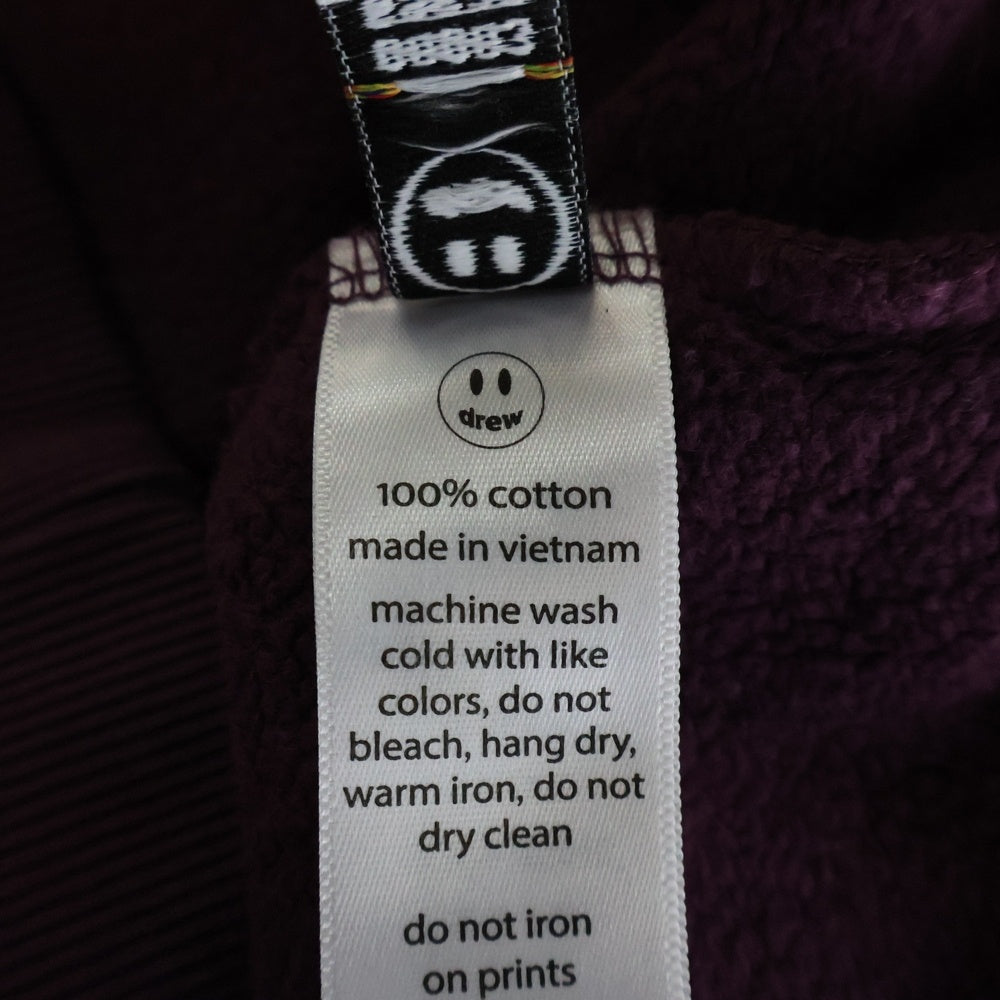 00003
drew
100% cotton
made in vietnam
machine wash
cold with like
colors, do not
bleach, hang dry,
warm iron, do not
dry clean
do not iron
on prints